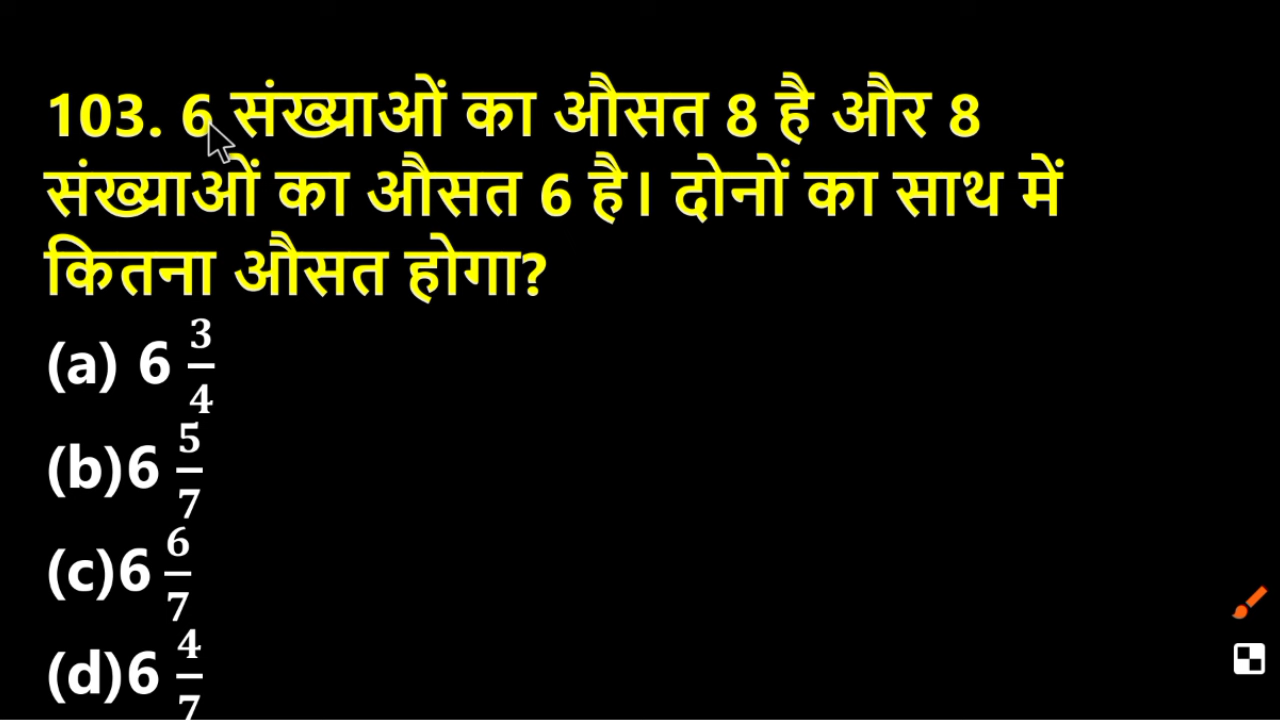 103. 6 संख्याओं का औसत 8 है और 8
संख्याओं का औसत 6 है। दोनों का साथ में
कितना औसत होगा?
(a) 6 3/4
(b)6 5/7
(c)6 6/7
(d)6 4/7